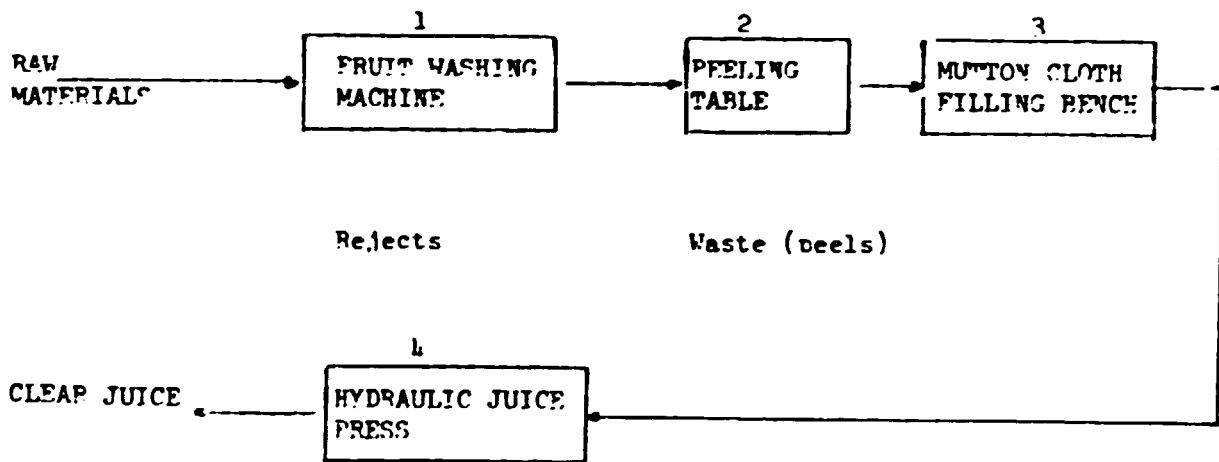 1
2
3
RAW
MATERIALS
FRUIT WASHING
MACHINE
PEELING
TABLE
MUTTON CLOTH
FILLING BENCH
Rejects
Waste (peels)
4
CLEAR JUICE
HYDRAULIC JUICE
PRESS